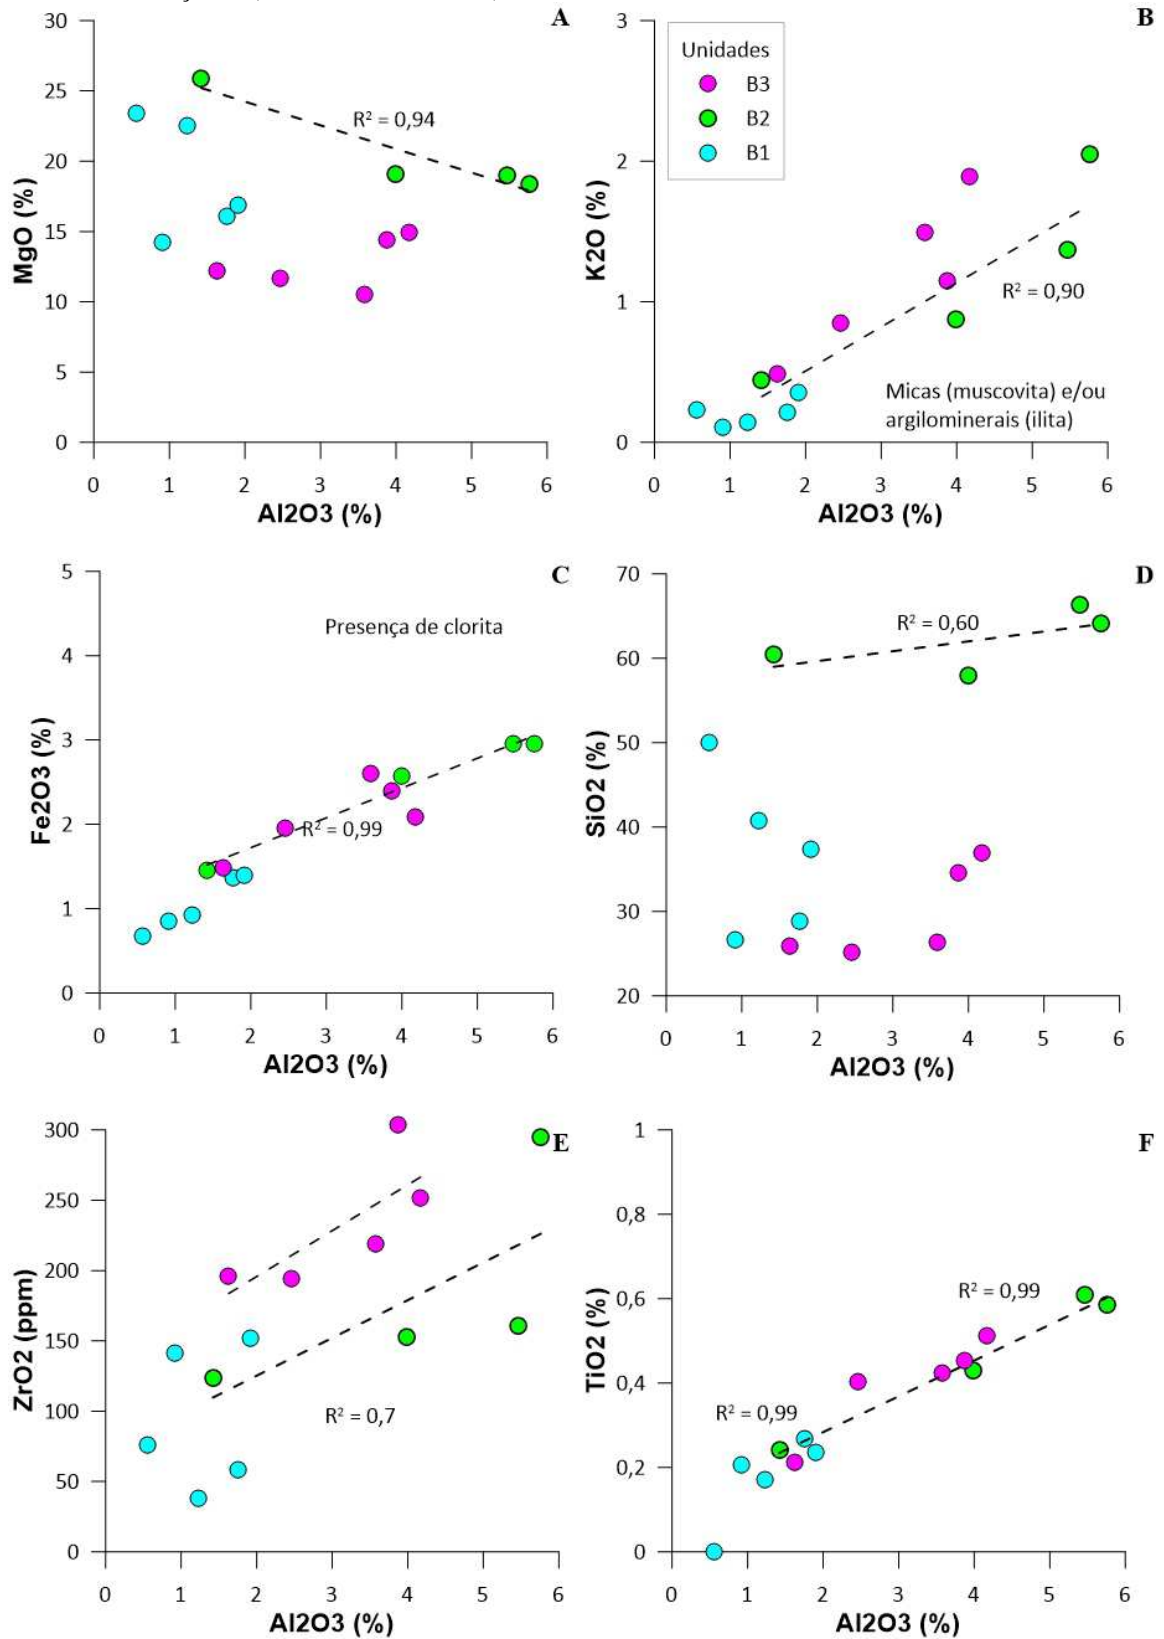 A
30
25
20
15
10
5
0
R² = 0,94
MgO (%)
0 1 2 3 4 5 6
Al2O3 (%)
B
3
2
1
0
Unidades
B3
B2
B1
R² = 0,90
Micas (muscovita) e/ou
argilominerais (ilita)
K2O (%)
0 1 2 3 4 5 6
Al2O3 (%)
C
5
4
3
2
1
0
Presença de clorita
R² = 0,99
Fe2O3 (%)
0 1 2 3 4 5 6
Al2O3 (%)
D
70
60
50
40
30
20
R² = 0,60
SiO2 (%)
0 1 2 3 4 5 6
Al2O3 (%)
E
300
250
200
150
100
50
0
R² = 0,7
ZrO2 (ppm)
0 1 2 3 4 5 6
Al2O3 (%)
F
1
0,8
0,6
0,4
0,2
0
R² = 0,99
R² = 0,99
TiO2 (%)
0 1 2 3 4 5 6
Al2O3 (%)